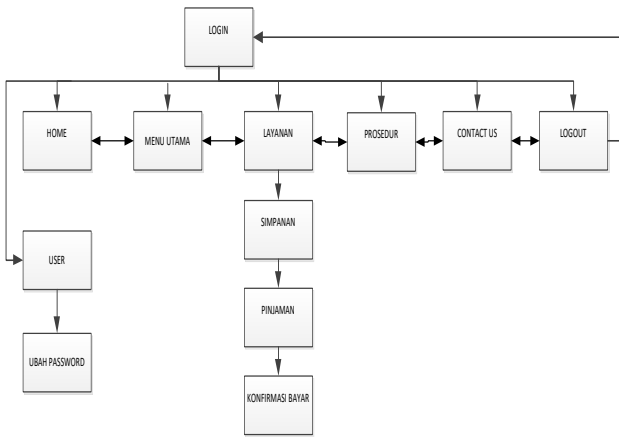 LOGIN
HOME
MENU UTAMA
LAYANAN
PROSEDUR
CONTACT US
LOGOUT
SIMPANAN
USER
PINJAMAN
UBAH PASSWORD
KONFIRMASI BAYAR